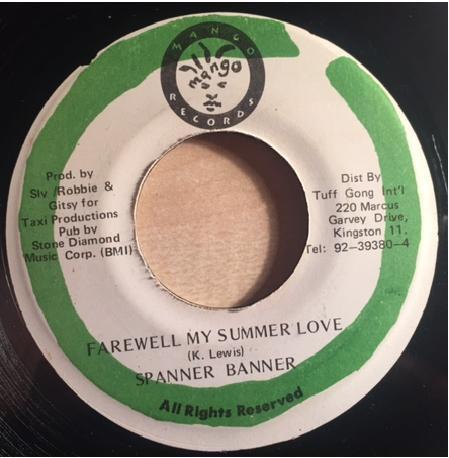 MANGO
mango
RECORDS
Prod. by
Sly /Robbie &
Gitsy for
Taxi Productions
Pub by
Stone Diamond
Music Corp. (BMI)
Dist By
Tuff Gong Int'l
220 Marcus
Garvey Drive,
Kingston 11.
Tel: 92-39380-4
FAREWELL MY SUMMER LOVE
(K. Lewis)
SPANNER BANNER
All Rights Reserved